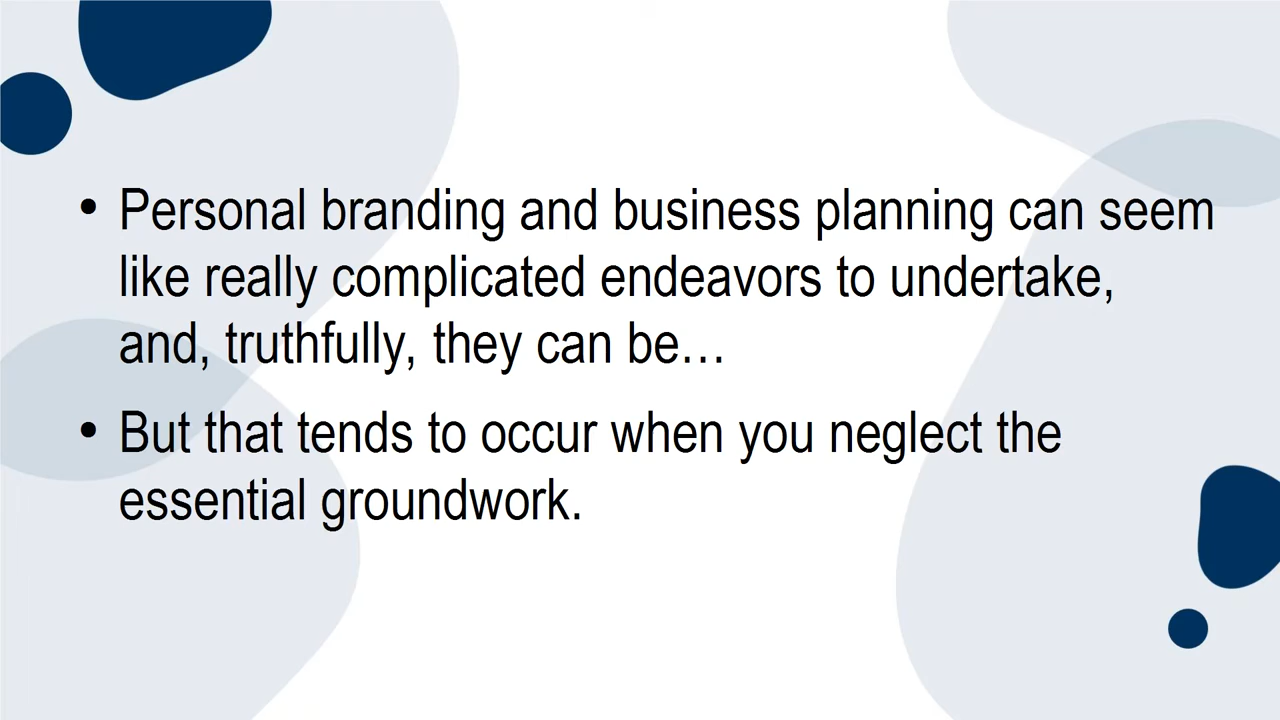 • Personal branding and business planning can seem
like really complicated endeavors to undertake,
and, truthfully, they can be…
• But that tends to occur when you neglect the
essential groundwork.